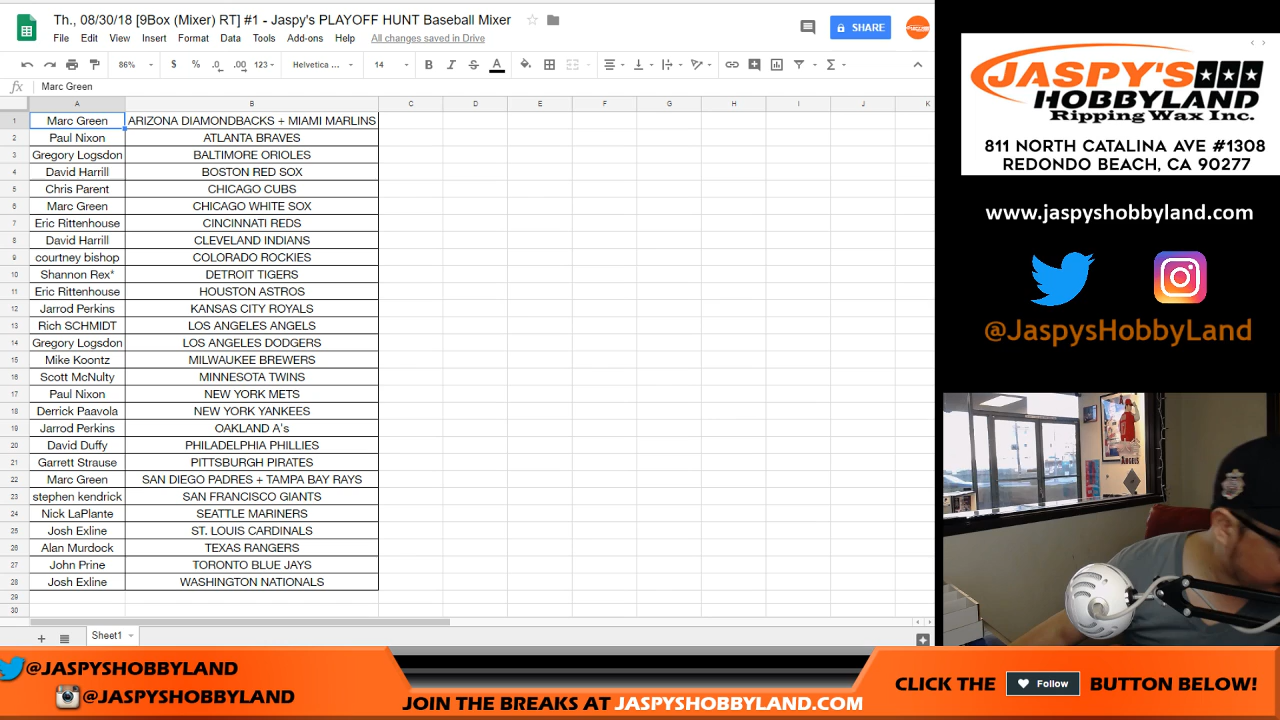 Th., 08/30/18 [9Box (Mixer) RT] #1 - Jaspy's PLAYOFF HUNT Baseball Mixer
File Edit View Insert Format Data Tools Add-ons Help All changes saved in Drive
SHARE
86% $ % .0 .00 123 Helvetica ... 14 B I S A
fx Marc Green
A B C D E F G H I J K
1 Marc Green ARIZONA DIAMONDBACKS + MIAMI MARLINS
2 Paul Nixon ATLANTA BRAVES
3 Gregory Logsdon BALTIMORE ORIOLES
4 David Harrill BOSTON RED SOX
5 Chris Parent CHICAGO CUBS
6 Marc Green CHICAGO WHITE SOX
7 Eric Rittenhouse CINCINNATI REDS
8 David Harrill CLEVELAND INDIANS
9 courtney bishop COLORADO ROCKIES
10 Shannon Rex* DETROIT TIGERS
11 Eric Rittenhouse HOUSTON ASTROS
12 Jarrod Perkins KANSAS CITY ROYALS
13 Rich SCHMIDT LOS ANGELES ANGELS
14 Gregory Logsdon LOS ANGELES DODGERS
15 Mike Koontz MILWAUKEE BREWERS
16 Scott McNulty MINNESOTA TWINS
17 Paul Nixon NEW YORK METS
18 Derrick Paavola NEW YORK YANKEES
19 Jarrod Perkins OAKLAND A's
20 David Duffy PHILADELPHIA PHILLIES
21 Garrett Strause PITTSBURGH PIRATES
22 Marc Green SAN DIEGO PADRES + TAMPA BAY RAYS
23 stephen kendrick SAN FRANCISCO GIANTS
24 Nick LaPlante SEATTLE MARINERS
25 Josh Exline ST. LOUIS CARDINALS
26 Alan Murdock TEXAS RANGERS
27 John Prine TORONTO BLUE JAYS
28 Josh Exline WASHINGTON NATIONALS
29
30
Sheet1
JASPY'S
HOBBYLAND
Ripping Wax Inc.
811 NORTH CATALINA AVE #1308
REDONDO BEACH, CA 90277
www.jaspyshobbyland.com
@JaspysHobbyLand
ANGELS
@JASPYSHOBBYLAND
@JASPYSHOBBYLAND
JOIN THE BREAKS AT JASPYSHOBBYLAND.COM
CLICK THE Follow BUTTON BELOW!